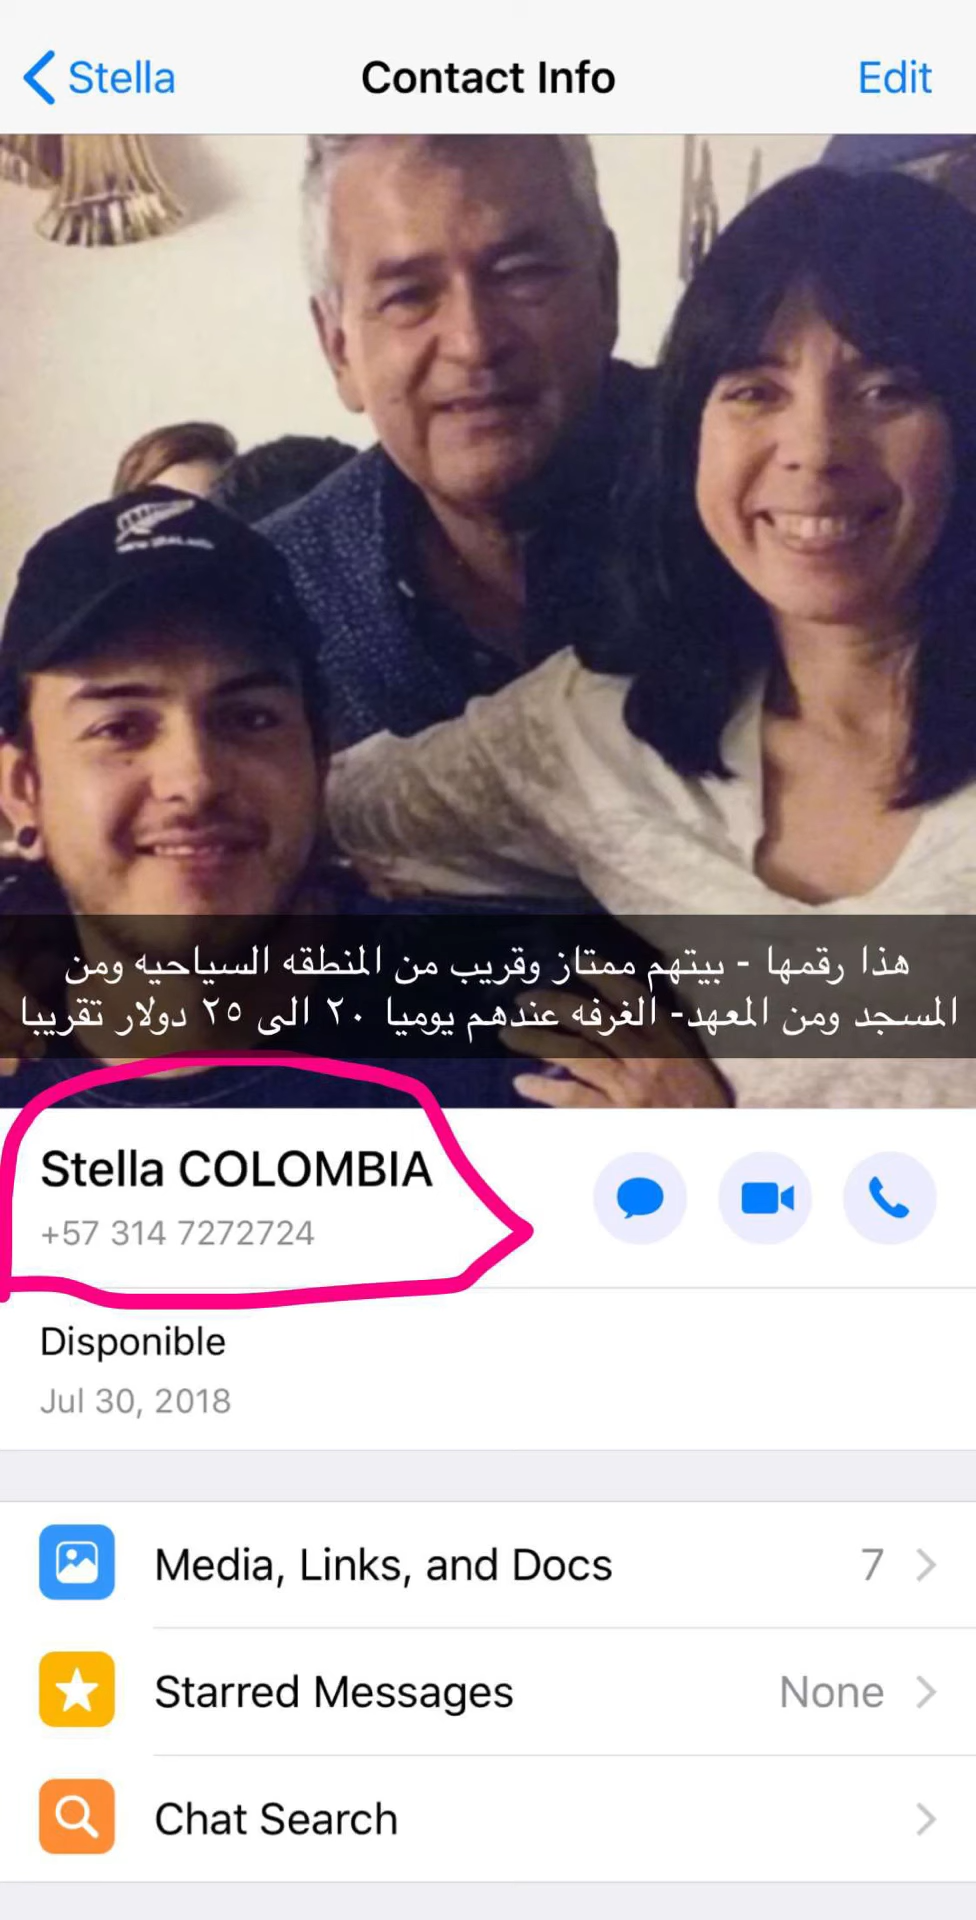 Stella
Contact Info
Edit
هذا رقمها - بيتهم ممتاز وقريب من المنطقه السياحيه ومن
المسجد ومن المعهد- الغرفه عندهم يوميا ٢٠ الى ٢٥ دولار تقريبا
Stella COLOMBIA
+57 314 7272724
Disponible
Jul 30, 2018
Media, Links, and Docs 7
Starred Messages None
Chat Search